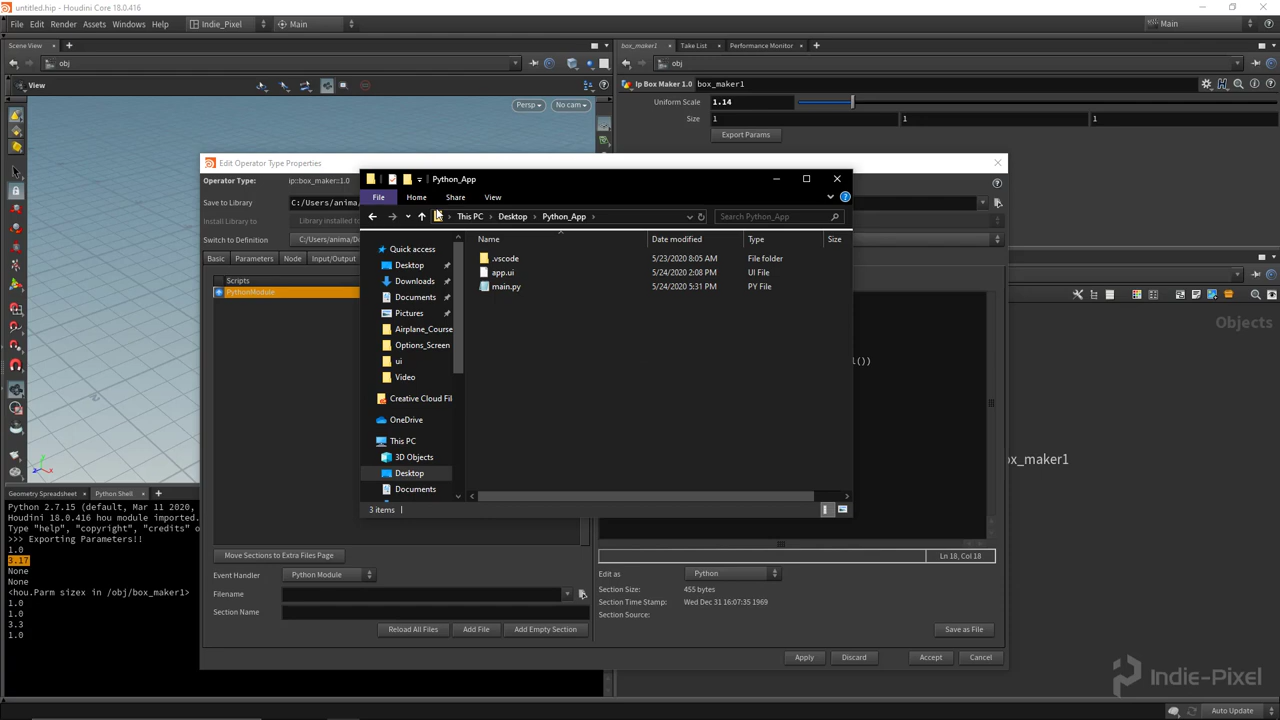 untitled.hip - Houdini Core 18.0.416
File Edit Render Assets Windows Help Indie_Pixel Main Main
Scene View box_maker1 Take List Performance Monitor
obj obj
View Ip Box Maker 1.0 box_maker1
Persp No cam Uniform Scale 1.14
Size 1 1 1
Export Params
Edit Operator Type Properties
Operator Type: ip::box_maker::1.0
Save to Library C:/Users/anima/
Install Library Library installed to
Switch to Definition C:/Users/anima/D
Basic Parameters Node Input/Output
Scripts
PythonModule
Python_App
File Home Share View
This PC Desktop Python_App Search Python_App
Name Date modified Type Size
Quick access
Desktop
Downloads
Documents
Pictures
Airplane_Course
Options_Screen
ui
Video
Creative Cloud Fil
OneDrive
This PC
3D Objects
Desktop
Documents
.vscode 5/23/2020 8:05 AM File folder
app.ui 5/24/2020 2:08 PM UI File
main.py 5/24/2020 5:31 PM PY File
3 items
l())
Objects
ox_maker1
Geometry Spreadsheet Python Shell
Python 2.7.15 (default, Mar 11 2020,
Houdini 18.0.416 hou module imported.
Type "help", "copyright", "credits" o
>>> Exporting Parameters!!
1.0
3.17
None
None
<hou.Parm sizex in /obj/box_maker1>
1.0
1.0
3.3
1.0
Move Sections to Extra Files Page
Event Handler Python Module
Filename
Section Name
Reload All Files Add File Add Empty Section
Ln 18, Col 18
Edit as Python
Section Size: 455 bytes
Section Time Stamp: Wed Dec 31 16:07:35 1969
Section Source:
Save as File
Apply Discard Accept Cancel
Indie-Pixel
Auto Update